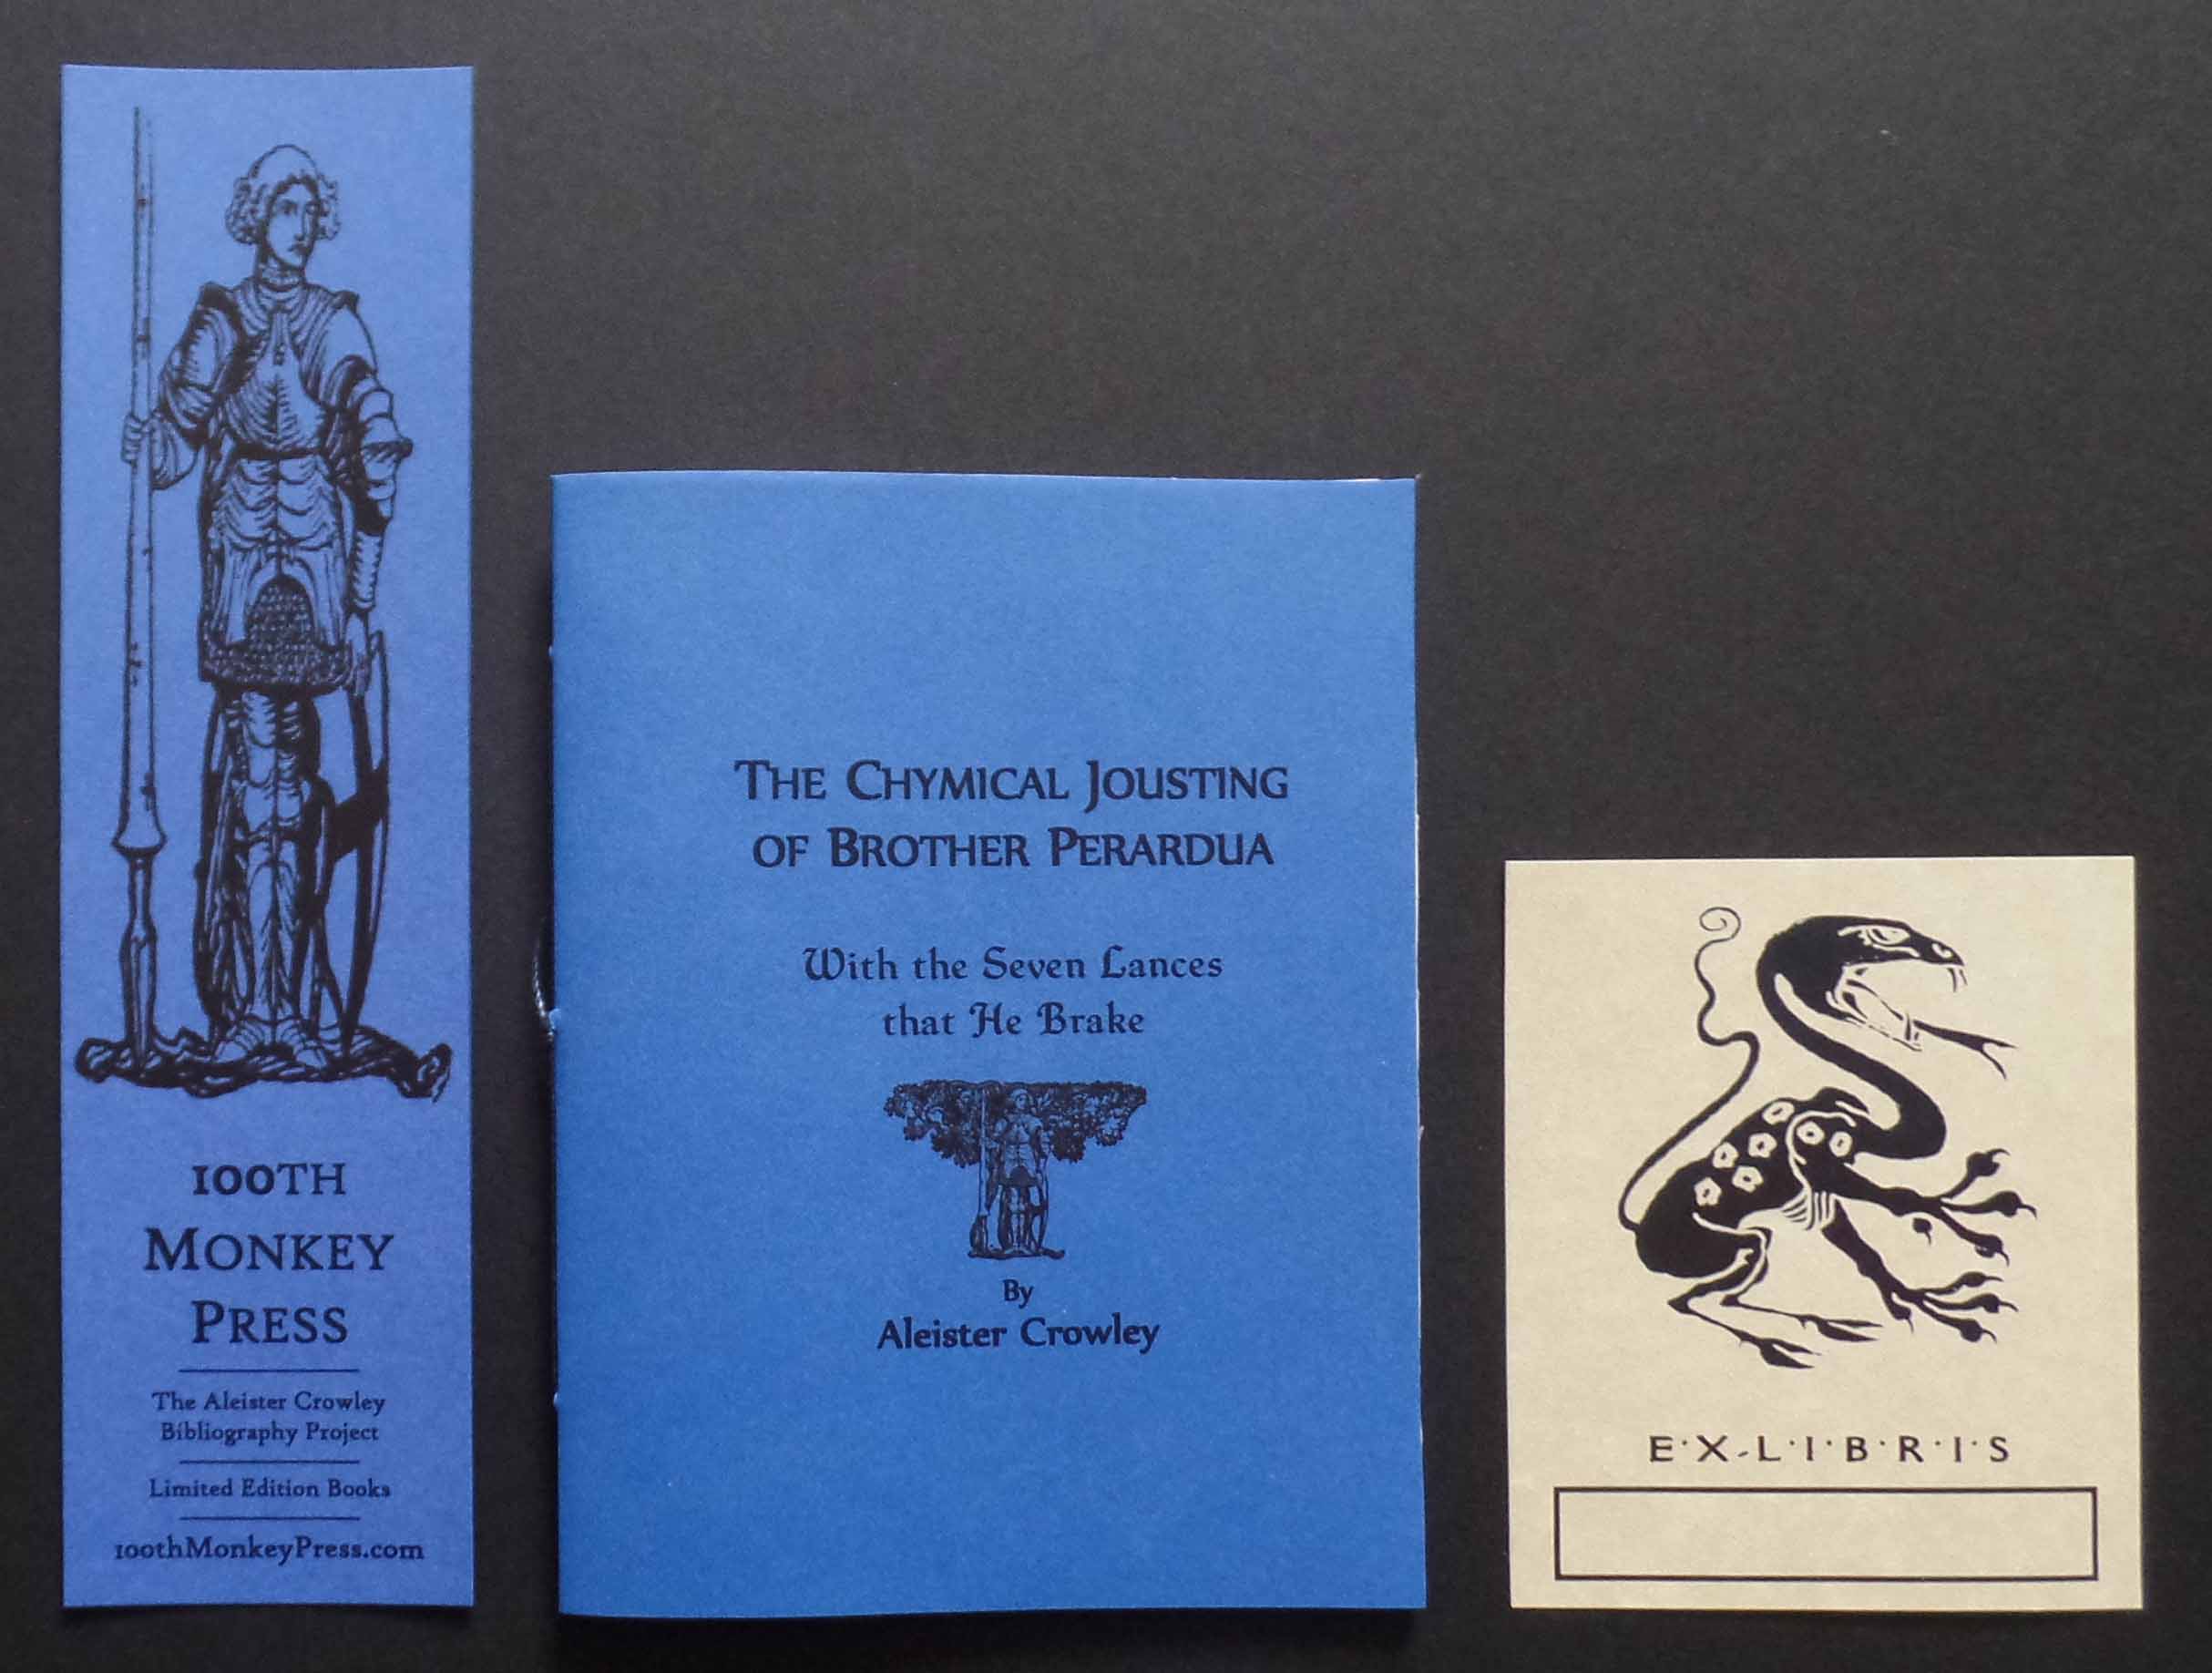 100TH
MONKEY
PRESS
The Aleister Crowley
Bibliography Project
Limited Edition Books
100thMonkeyPress.com
THE CHYMICAL JOUSTING
OF BROTHER PERARDUA
With the Seven Lances
that He Brake
By
Aleister Crowley
E·X·L·I·B·R·I·S